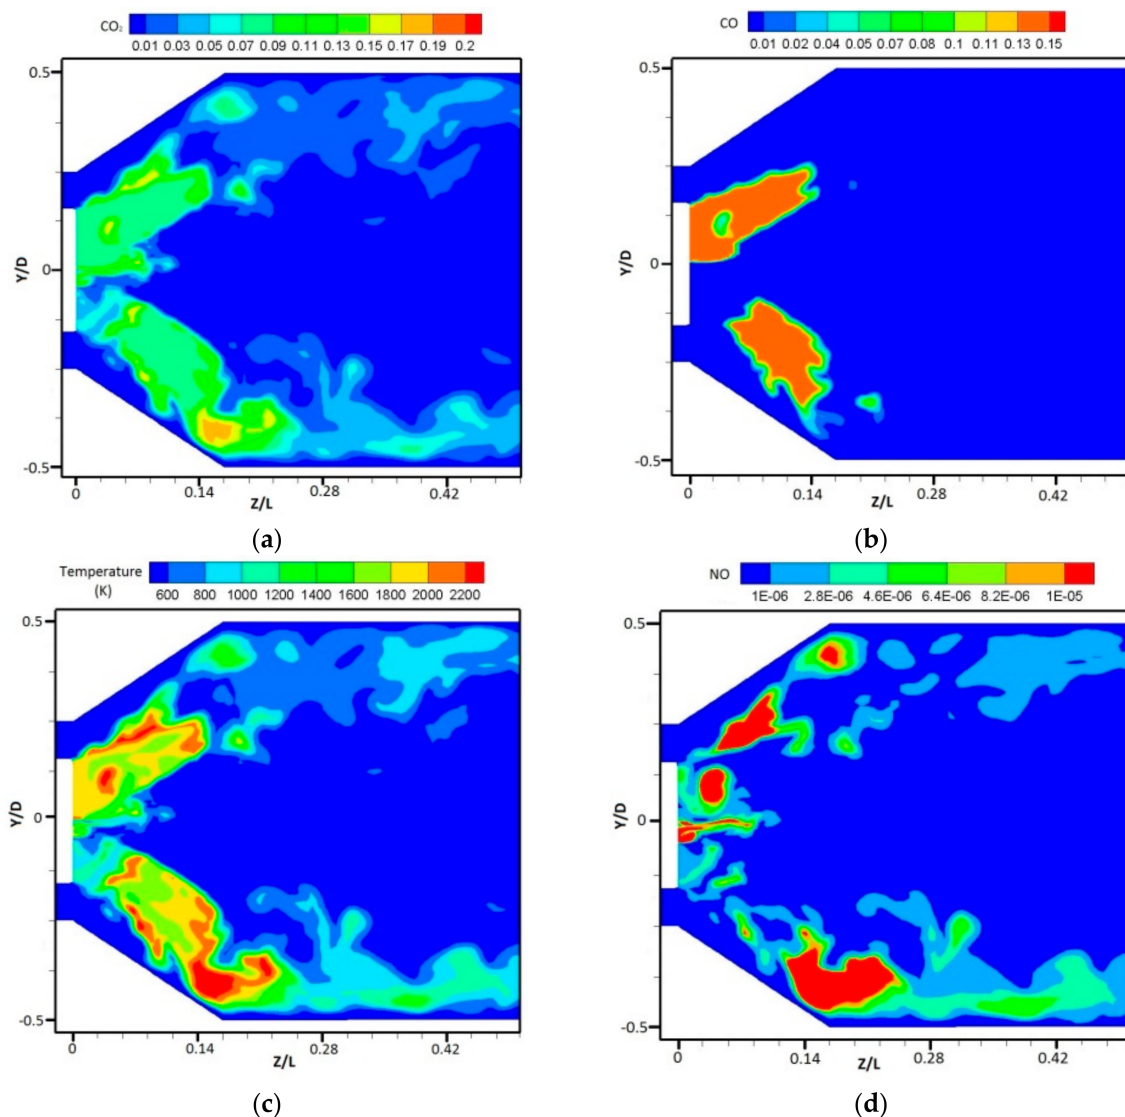 CO₂
0.01 0.03 0.05 0.07 0.09 0.11 0.13 0.15 0.17 0.19 0.2
0.5
0
-0.5
Y/D
0 0.14 0.28 0.42
Z/L
(a)
CO
0.01 0.02 0.04 0.05 0.07 0.08 0.1 0.11 0.13 0.15
0.5
0
-0.5
Y/D
0 0.14 0.28 0.42
Z/L
(b)
Temperature
(K)
600 800 1000 1200 1400 1600 1800 2000 2200
0.5
0
-0.5
Y/D
0 0.14 0.28 0.42
Z/L
(c)
NO
1E-06 2.8E-06 4.6E-06 6.4E-06 8.2E-06 1E-05
0.5
0
-0.5
Y/D
0 0.14 0.28 0.42
Z/L
(d)